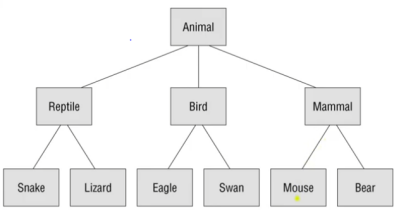 Animal
Reptile
Bird
Mammal
Snake
Lizard
Eagle
Swan
Mouse
Bear